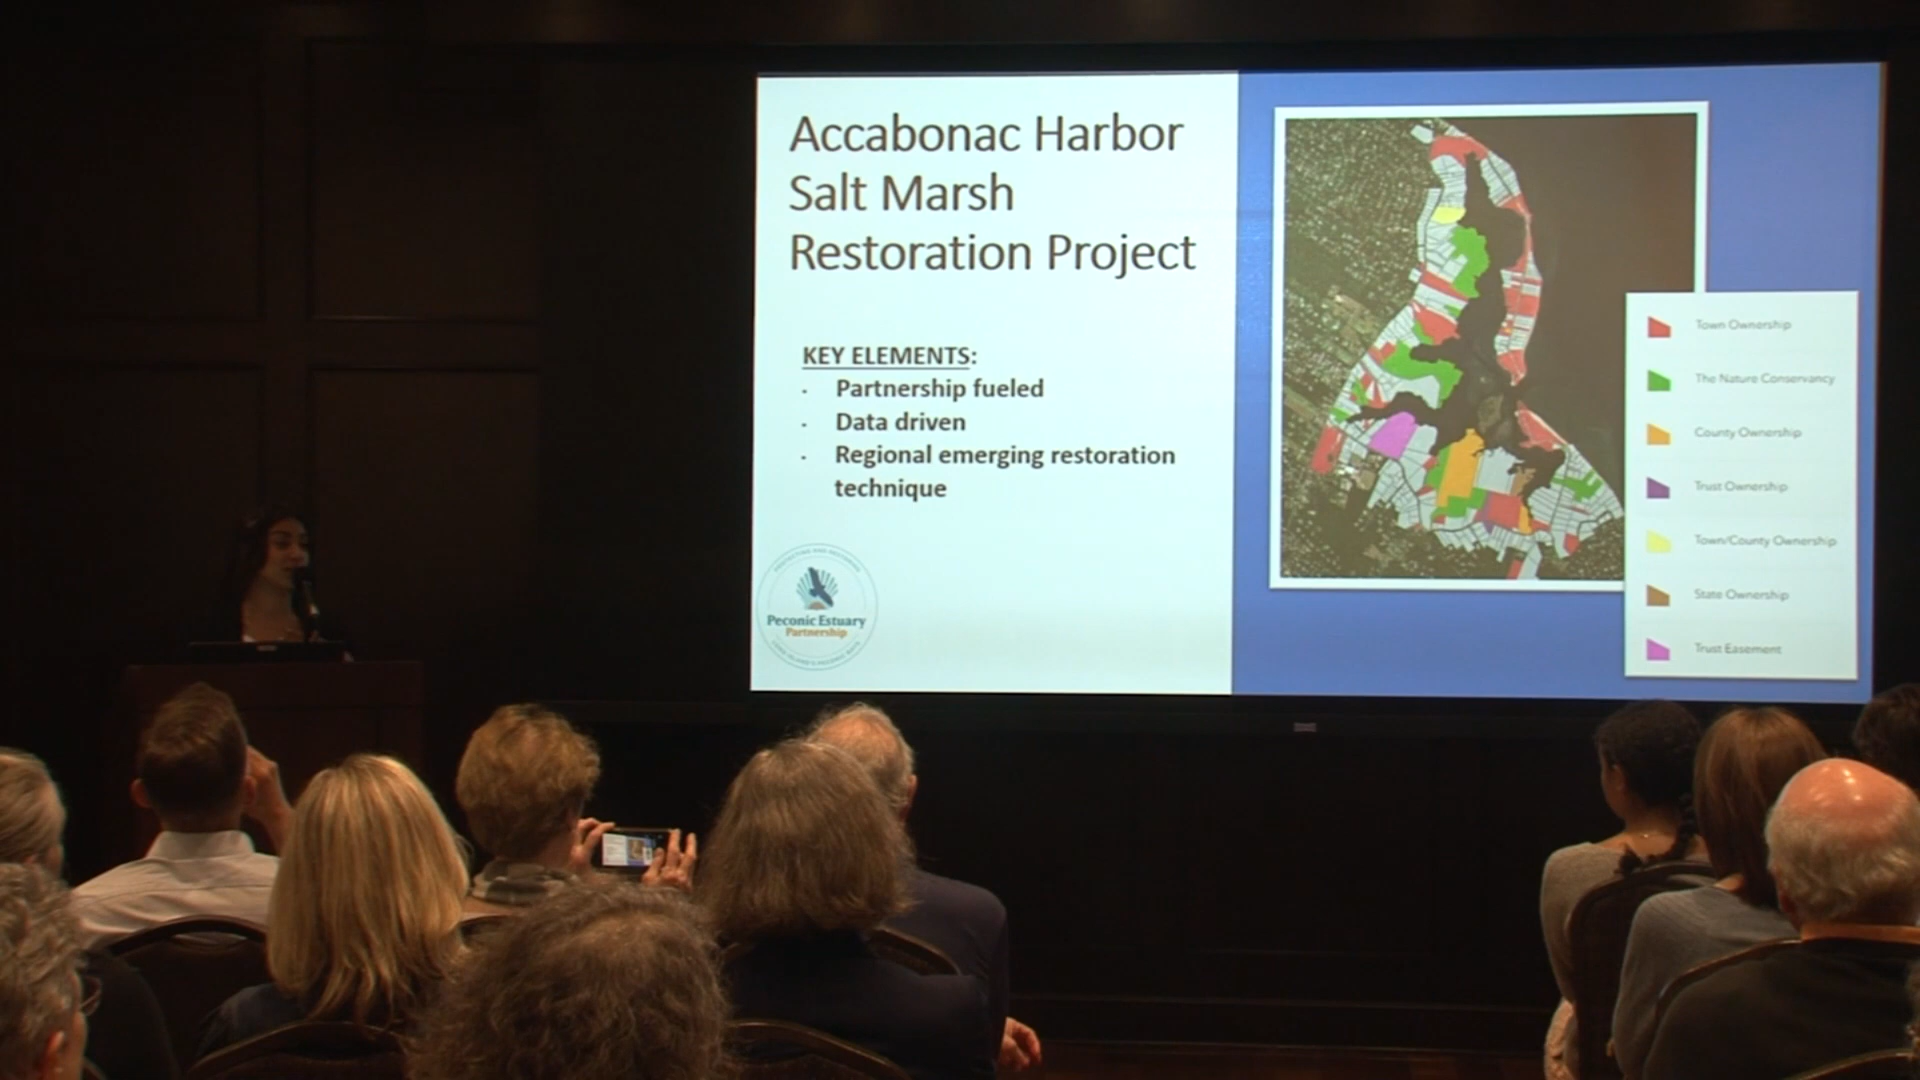 Accabonac Harbor
Salt Marsh
Restoration Project
KEY ELEMENTS:
· Partnership fueled
· Data driven
· Regional emerging restoration
technique
Peconic Estuary
Partnership
Town Ownership
The Nature Conservancy
County Ownership
Trust Ownership
Town/County Ownership
State Ownership
Trust Easement